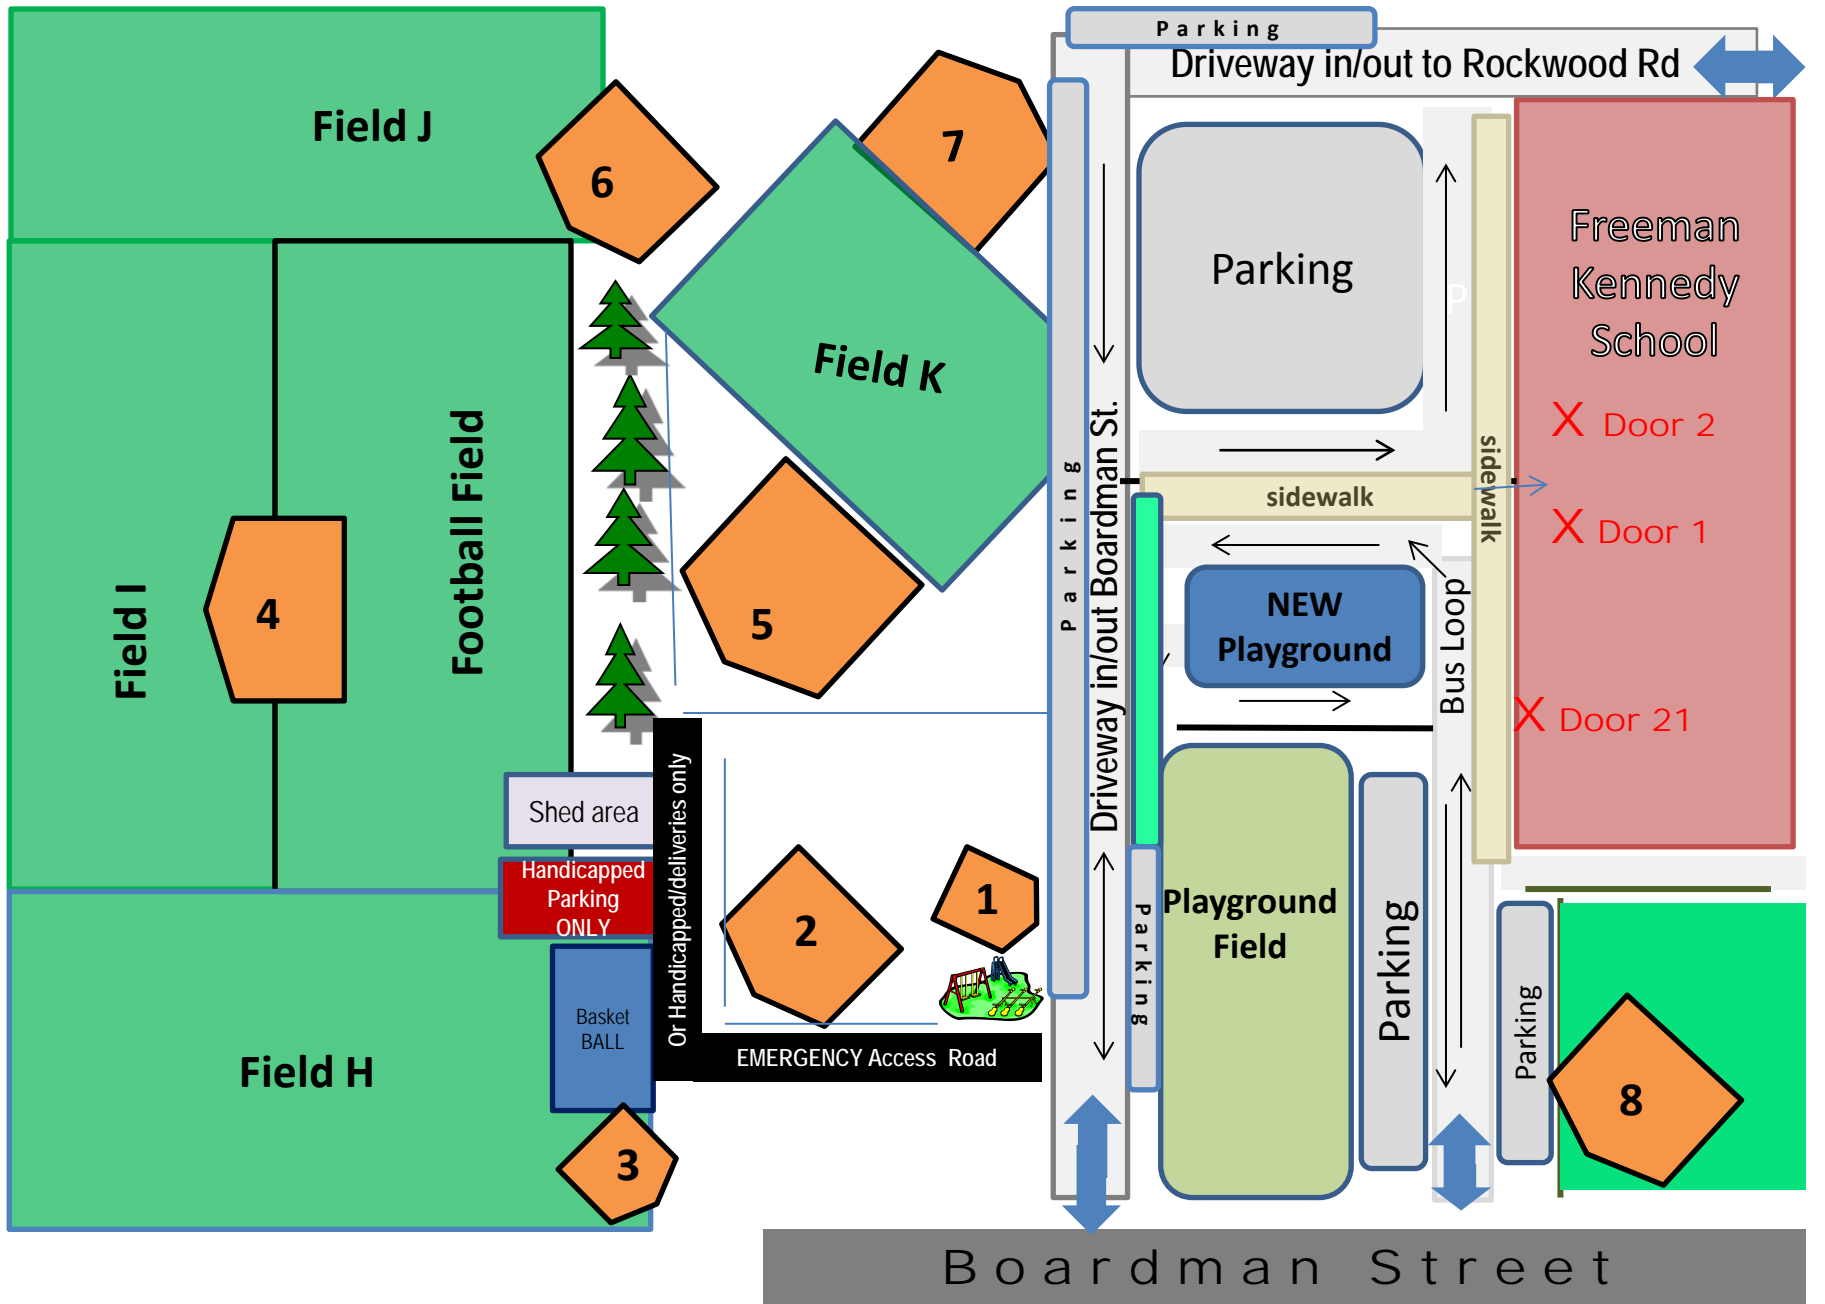 Parking
Driveway in/out to Rockwood Rd
Field J
6
7
Parking
P
Freeman
Kennedy
School
Field K
X Door 2
Football Field
Parking
Driveway in/out Boardman St.
sidewalk
sidewalk
X Door 1
Field I
4
5
NEW
Playground
Bus Loop
X Door 21
Shed area
Or Handicapped/deliveries only
Handicapped
Parking
ONLY
2
1
Parking
Playground
Field
Parking
Parking
Basket
BALL
EMERGENCY Access Road
Field H
3
8
Boardman Street